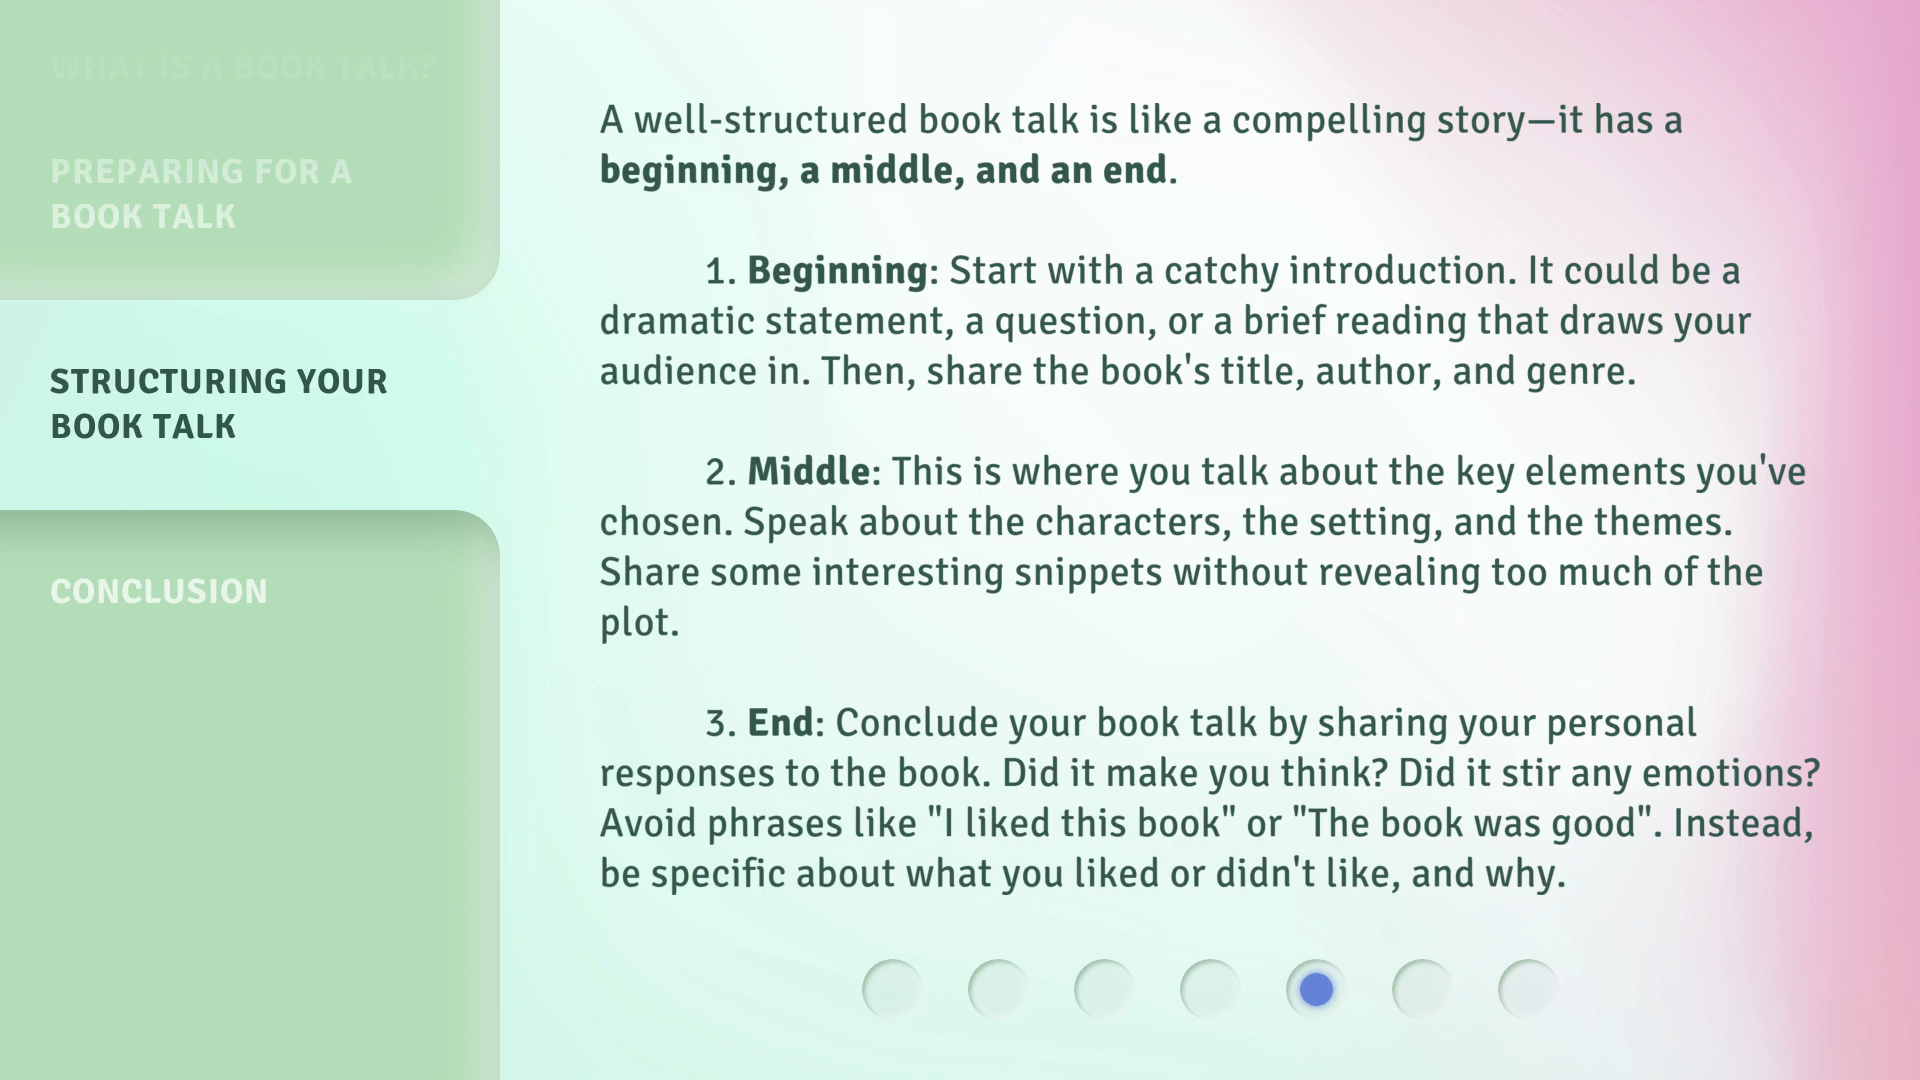 WHAT IS A BOOK TALK?
PREPARING FOR A
BOOK TALK
STRUCTURING YOUR
BOOK TALK
CONCLUSION
A well-structured book talk is like a compelling story—it has a
beginning, a middle, and an end.
1. Beginning: Start with a catchy introduction. It could be a
dramatic statement, a question, or a brief reading that draws your
audience in. Then, share the book's title, author, and genre.
2. Middle: This is where you talk about the key elements you've
chosen. Speak about the characters, the setting, and the themes.
Share some interesting snippets without revealing too much of the
plot.
3. End: Conclude your book talk by sharing your personal
responses to the book. Did it make you think? Did it stir any emotions?
Avoid phrases like "I liked this book" or "The book was good". Instead,
be specific about what you liked or didn't like, and why.